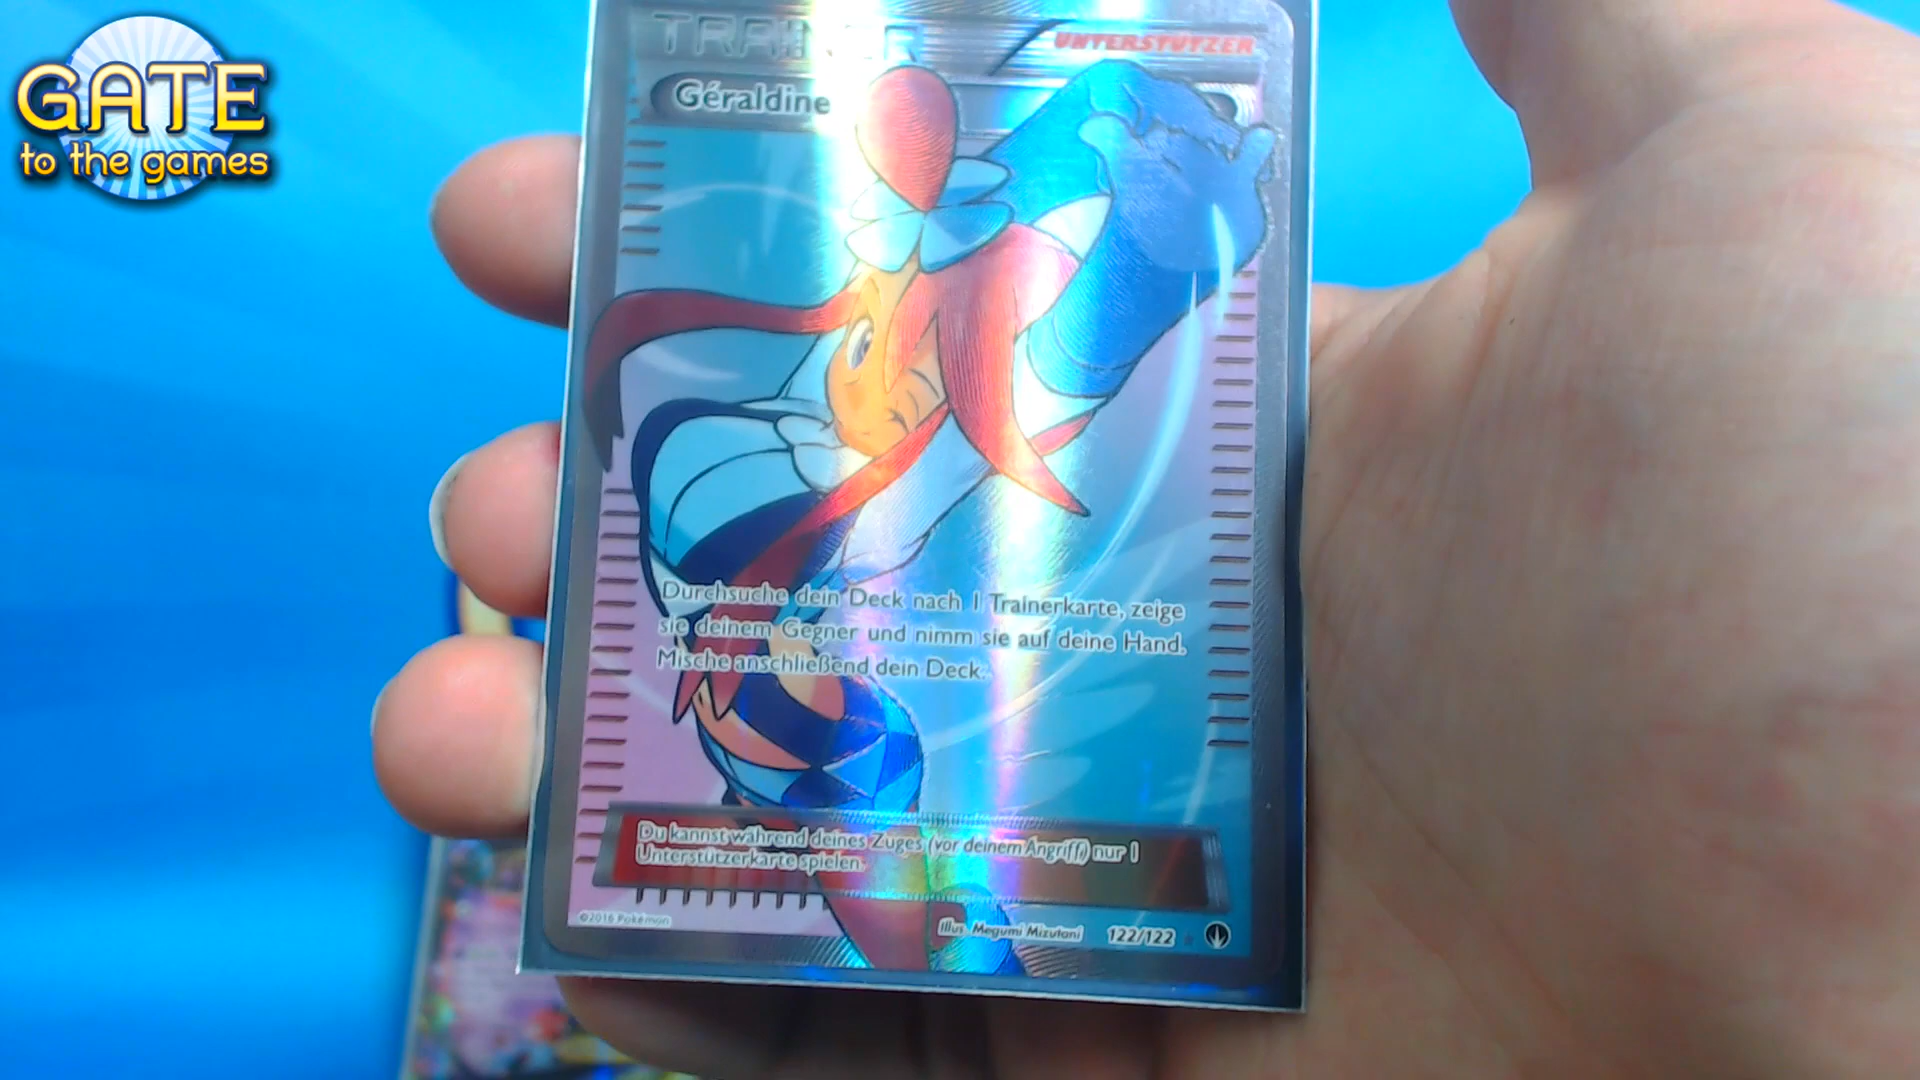 GATE
to the games
TRAINER
UNTERSTÜTZER
Géraldine
Durchsuche dein Deck nach 1 Trainerkarte, zeige
sie deinem Gegner und nimm sie auf deine Hand.
Mische anschließend dein Deck.
Du kannst während deines Zuges (vor deinem Angriff) nur 1
Unterstützerkarte spielen.
©2016 Pokémon
Illus. Megumi Mizutani 122/122